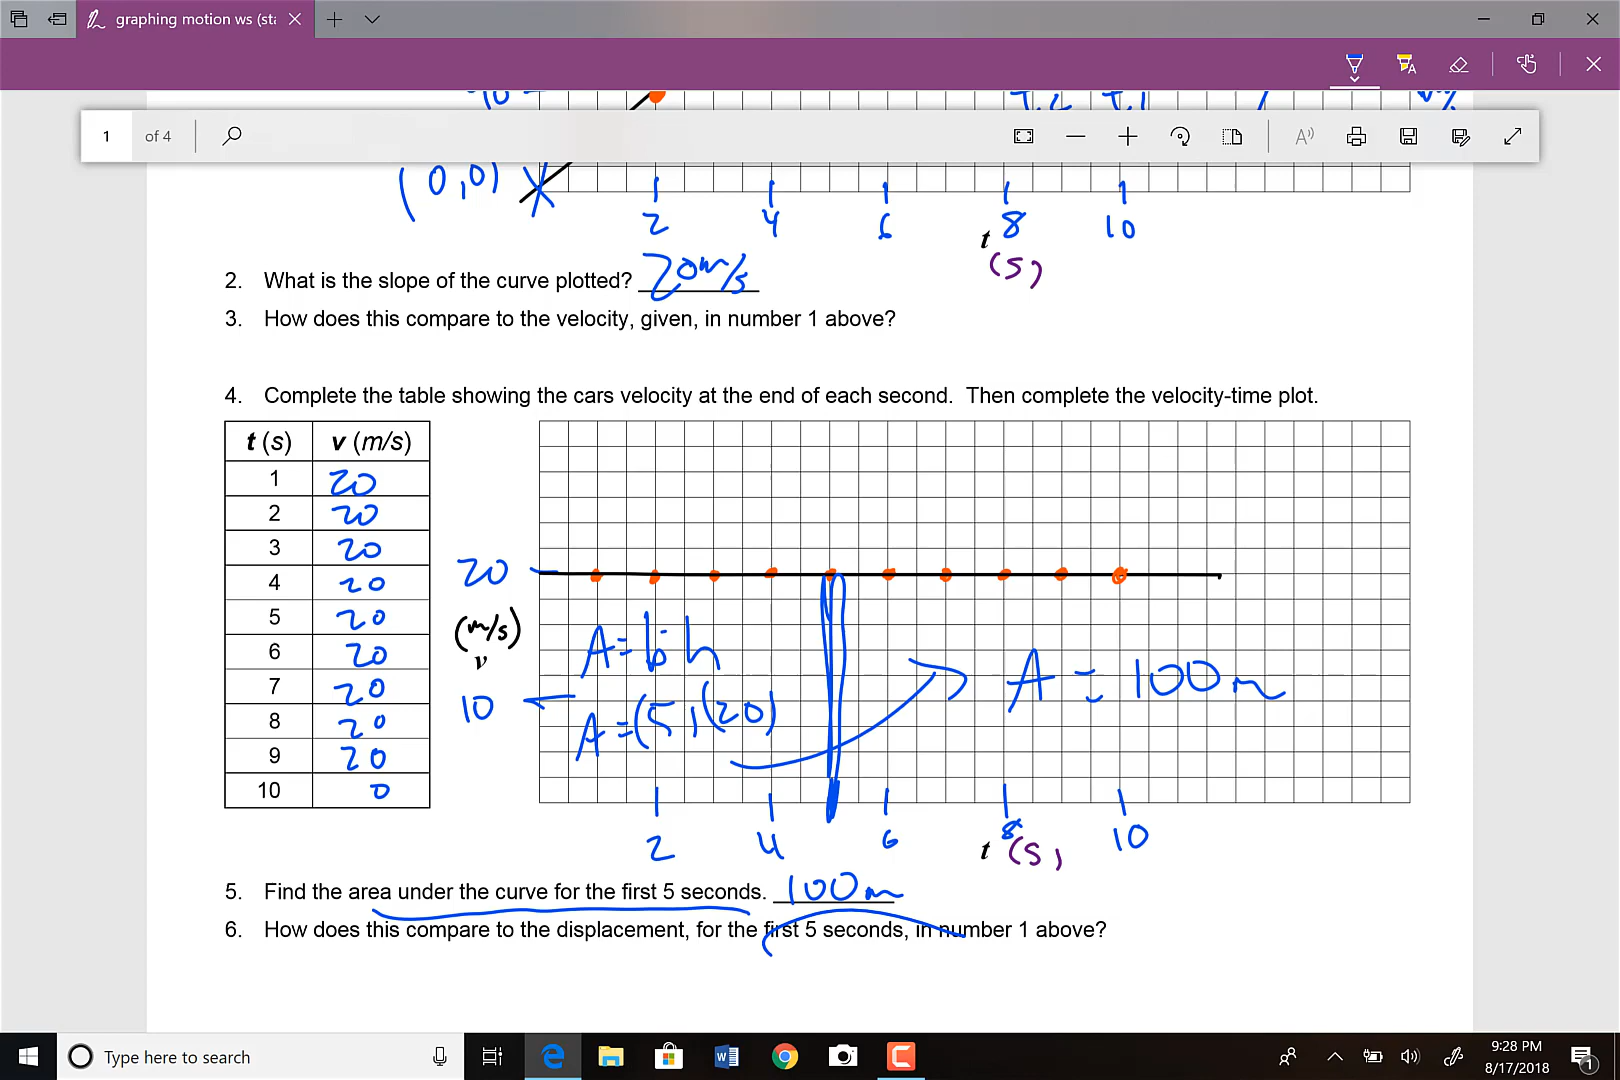 graphing motion ws (sta
1 of 4
(0,0)
2 4 6 8 10
t
(s)
2. What is the slope of the curve plotted? 20m/s
3. How does this compare to the velocity, given, in number 1 above?
4. Complete the table showing the cars velocity at the end of each second. Then complete the velocity-time plot.
t (s) v (m/s)
1 20
2 20
3 20
4 20
5 20
6 20
7 20
8 20
9 20
10 0
20
(m/s)
v
10
A = b h
A = (5)(20)
A = 100m
2 4 6 8 10
t (s)
5. Find the area under the curve for the first 5 seconds. 100m
6. How does this compare to the displacement, for the first 5 seconds, in number 1 above?
Type here to search
9:28 PM
8/17/2018
1